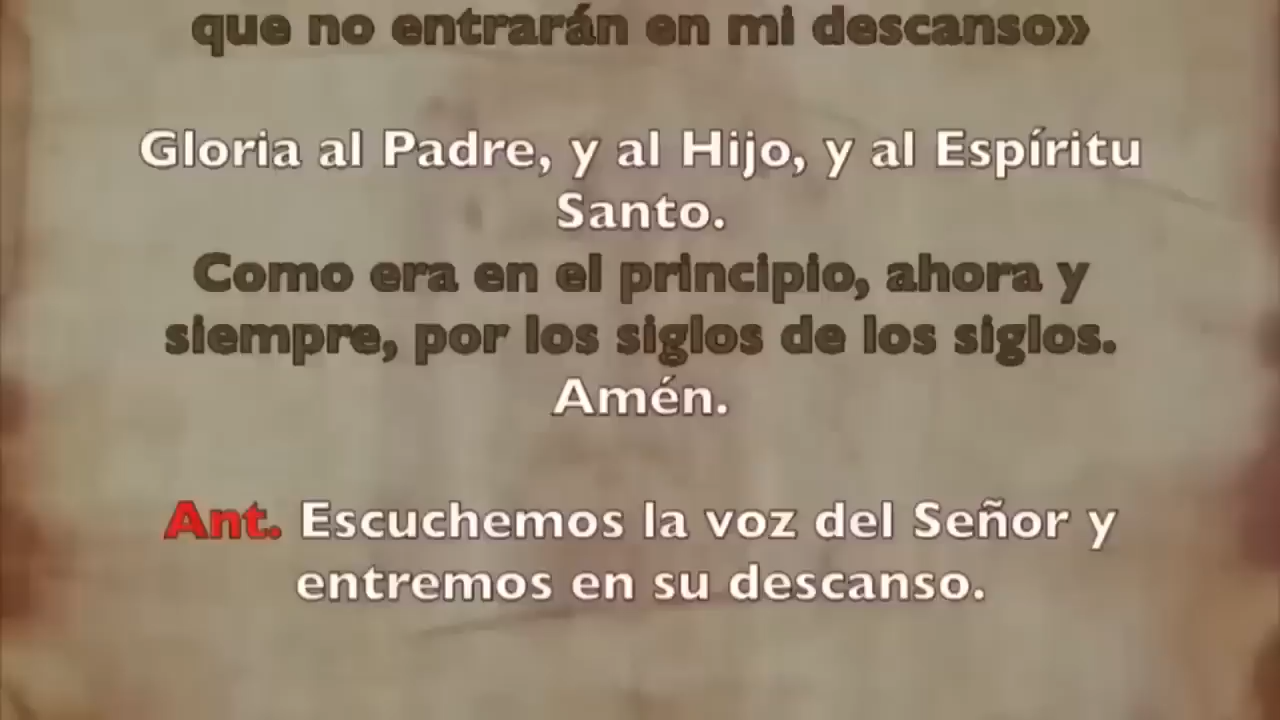 que no entrarán en mi descanso»
Gloria al Padre, y al Hijo, y al Espíritu
Santo.
Como era en el principio, ahora y
siempre, por los siglos de los siglos.
Amén.
Ant. Escuchemos la voz del Señor y
entremos en su descanso.